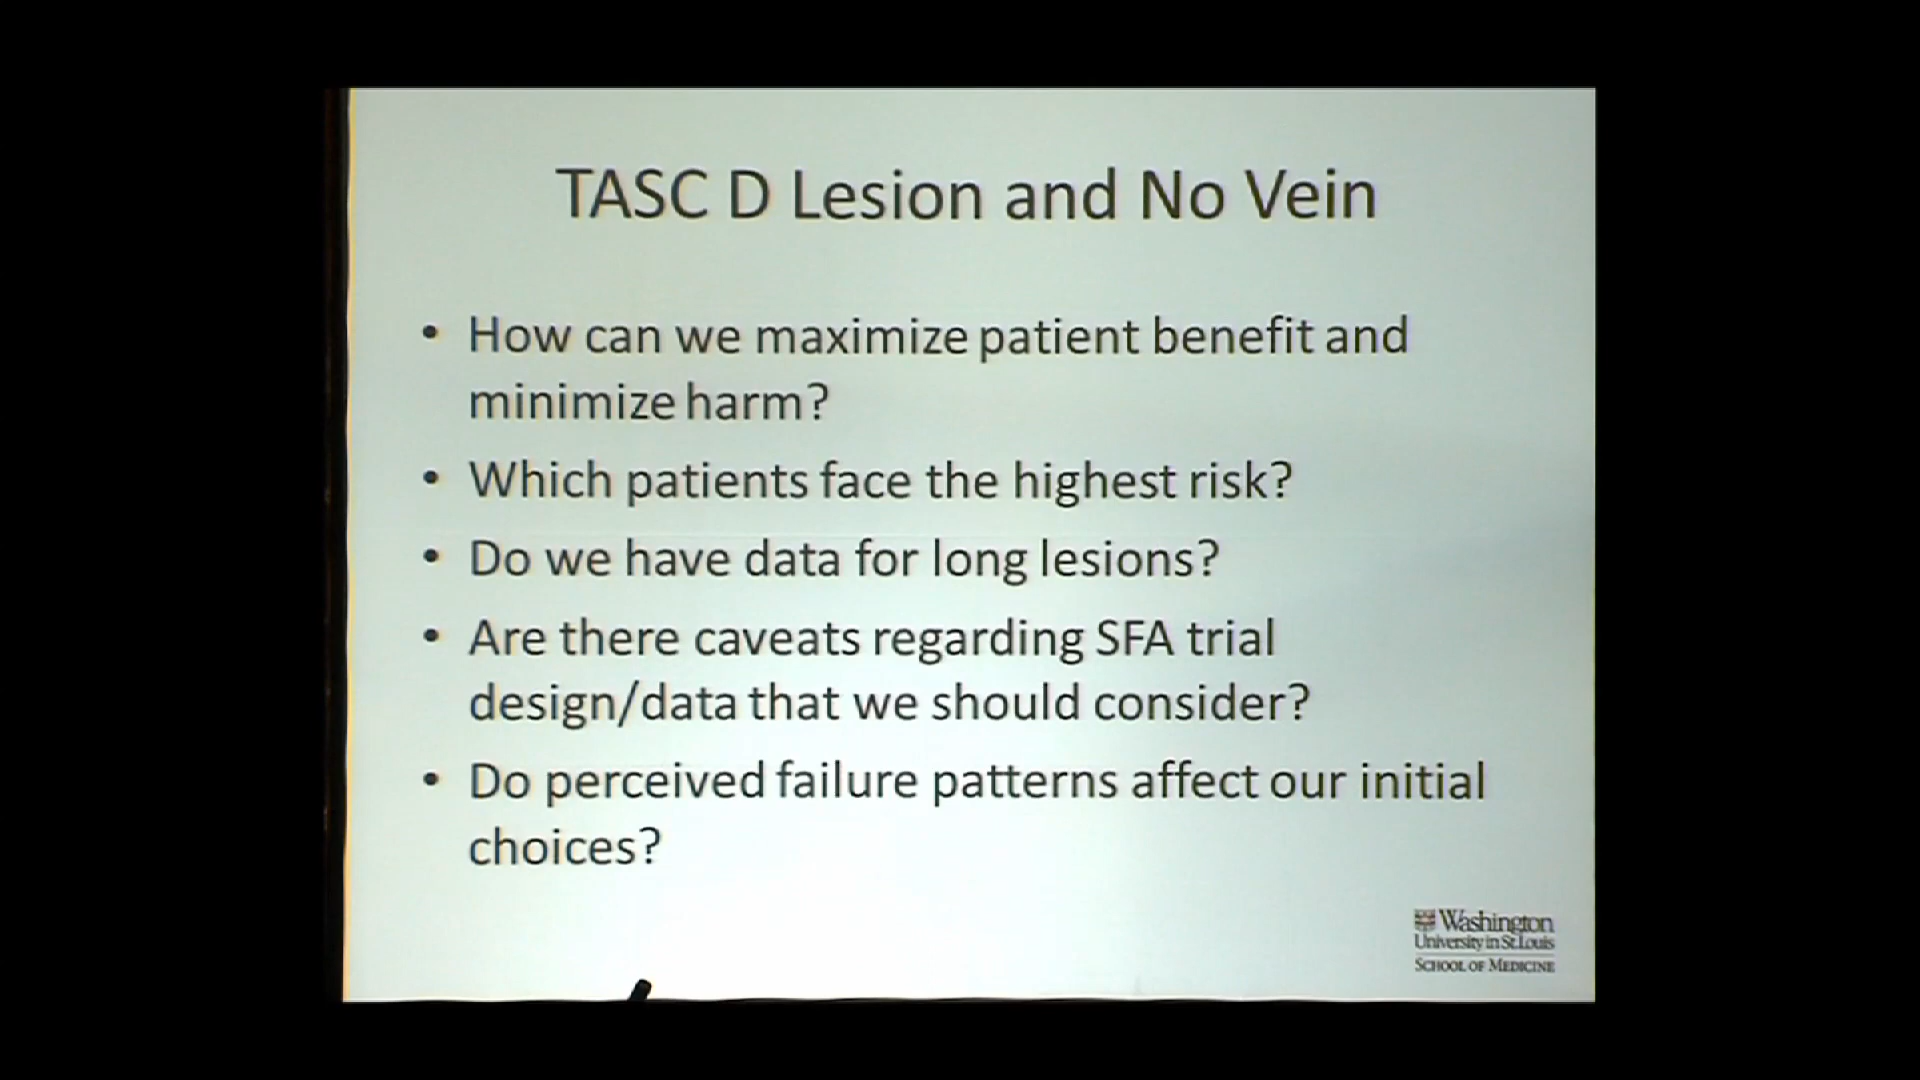 TASC D Lesion and No Vein
• How can we maximize patient benefit and
minimize harm?
• Which patients face the highest risk?
• Do we have data for long lesions?
• Are there caveats regarding SFA trial
design/data that we should consider?
• Do perceived failure patterns affect our initial
choices?
Washington
University in St. Louis
SCHOOL OF MEDICINE